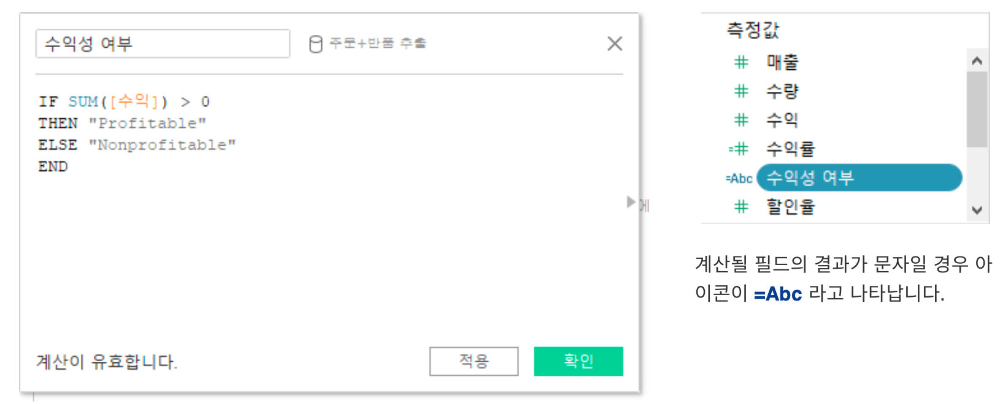 수익성 여부
주문+반품 추출
IF SUM([수익]) > 0
THEN "Profitable"
ELSE "Nonprofitable"
END
에
계산이 유효합니다.
적용
확인
측정값
매출
수량
수익
=# 수익률
=Abc 수익성 여부
할인율
계산될 필드의 결과가 문자일 경우 아
이콘이 =Abc 라고 나타납니다.